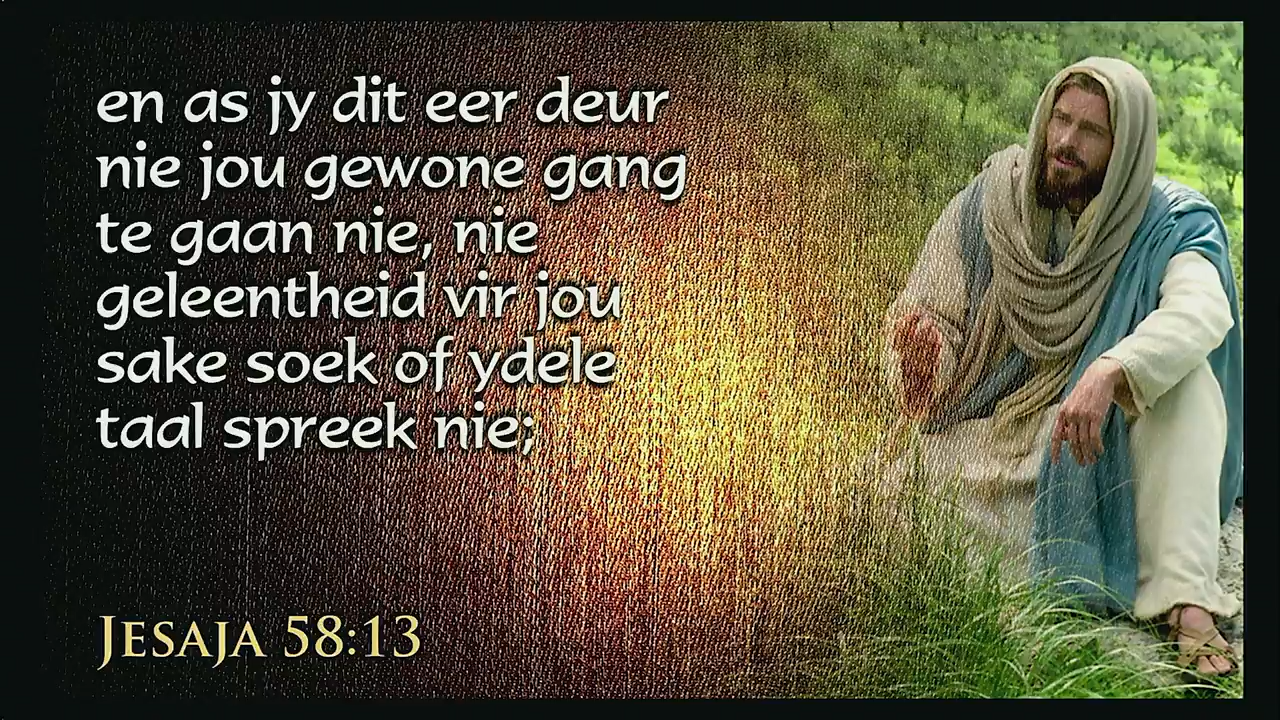 en as jy dit eer deur
nie jou gewone gang
te gaan nie, nie
geleentheid vir jou
sake soek of ydele
taal spreek nie;
Jesaja 58:13